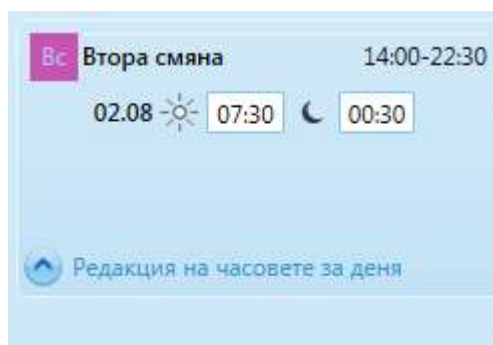 Вс Втора смяна 14:00-22:30
02.08 07:30 00:30
Редакция на часовете за деня